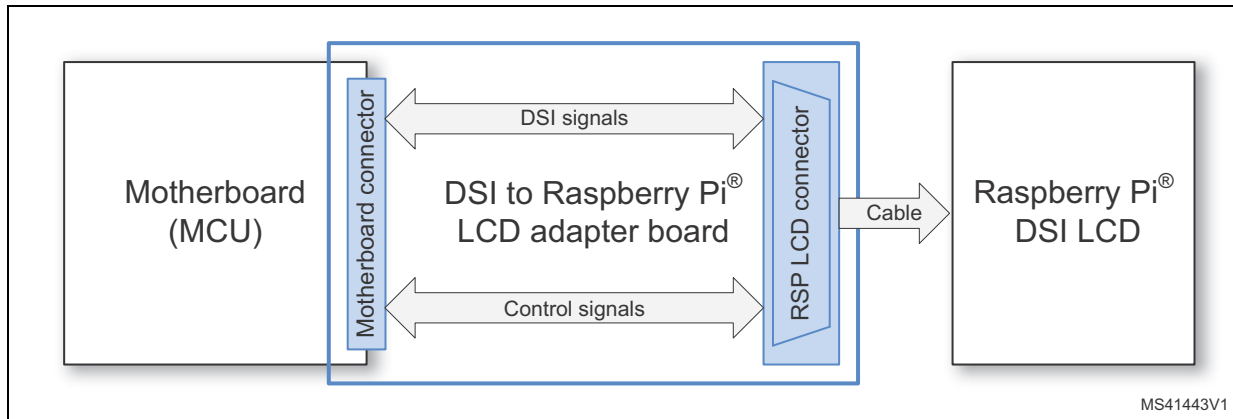 Motherboard
(MCU)
Motherboard connector
DSI signals
DSI to Raspberry Pi®
LCD adapter board
Control signals
RSP LCD connector
Cable
Raspberry Pi®
DSI LCD
MS41443V1